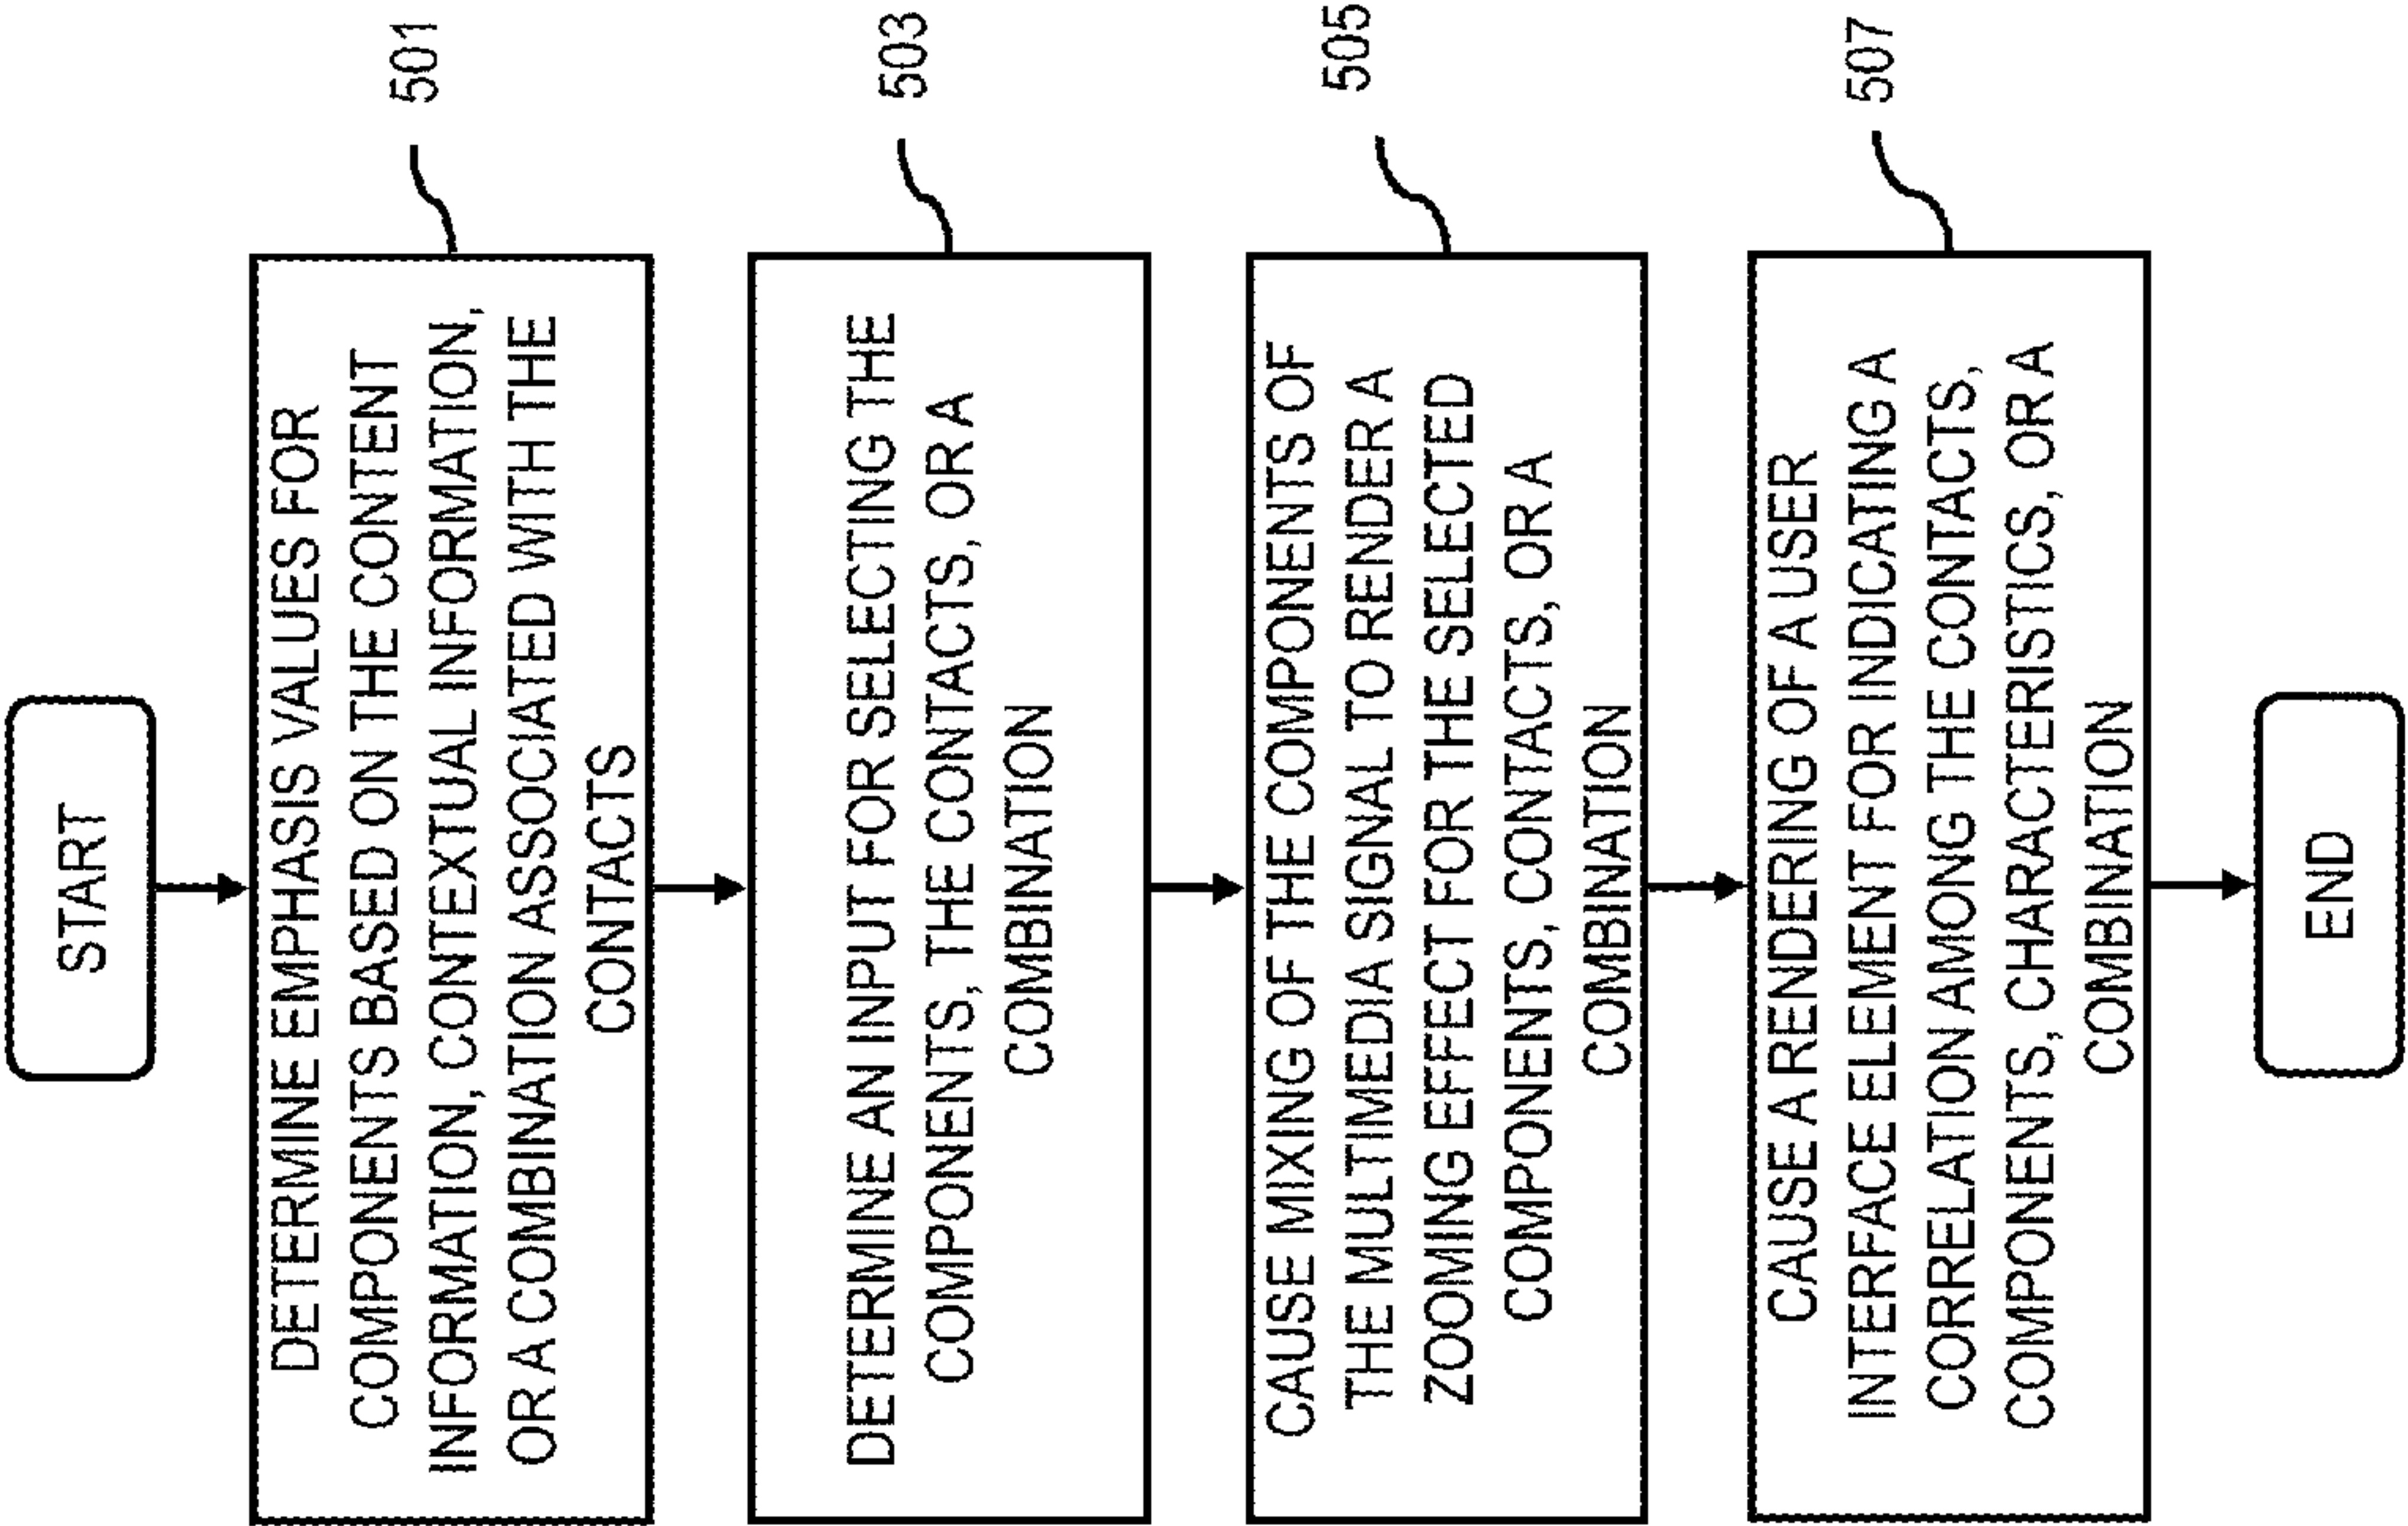 START
DETERMINE EMPHASIS VALUES FOR
COMPONENTS BASED ON THE CONTENT
INFORMATION, CONTEXTUAL INFORMATION,
OR A COMBINATION ASSOCIATED WITH THE
CONTACTS
501
DETERMINE AN INPUT FOR SELECTING THE
COMPONENTS, THE CONTACTS, OR A
COMBINATION
503
CAUSE MIXING OF THE COMPONENTS OF
THE MULTIMEDIA SIGNAL TO RENDER A
ZOOMING EFFECT FOR THE SELECTED
COMPONENTS, CONTACTS, OR A
COMBINATION
505
CAUSE A RENDERING OF A USER
INTERFACE ELEMENT FOR INDICATING A
CORRELATION AMONG THE CONTACTS,
COMPONENTS, CHARACTERISTICS, OR A
COMBINATION
507
END